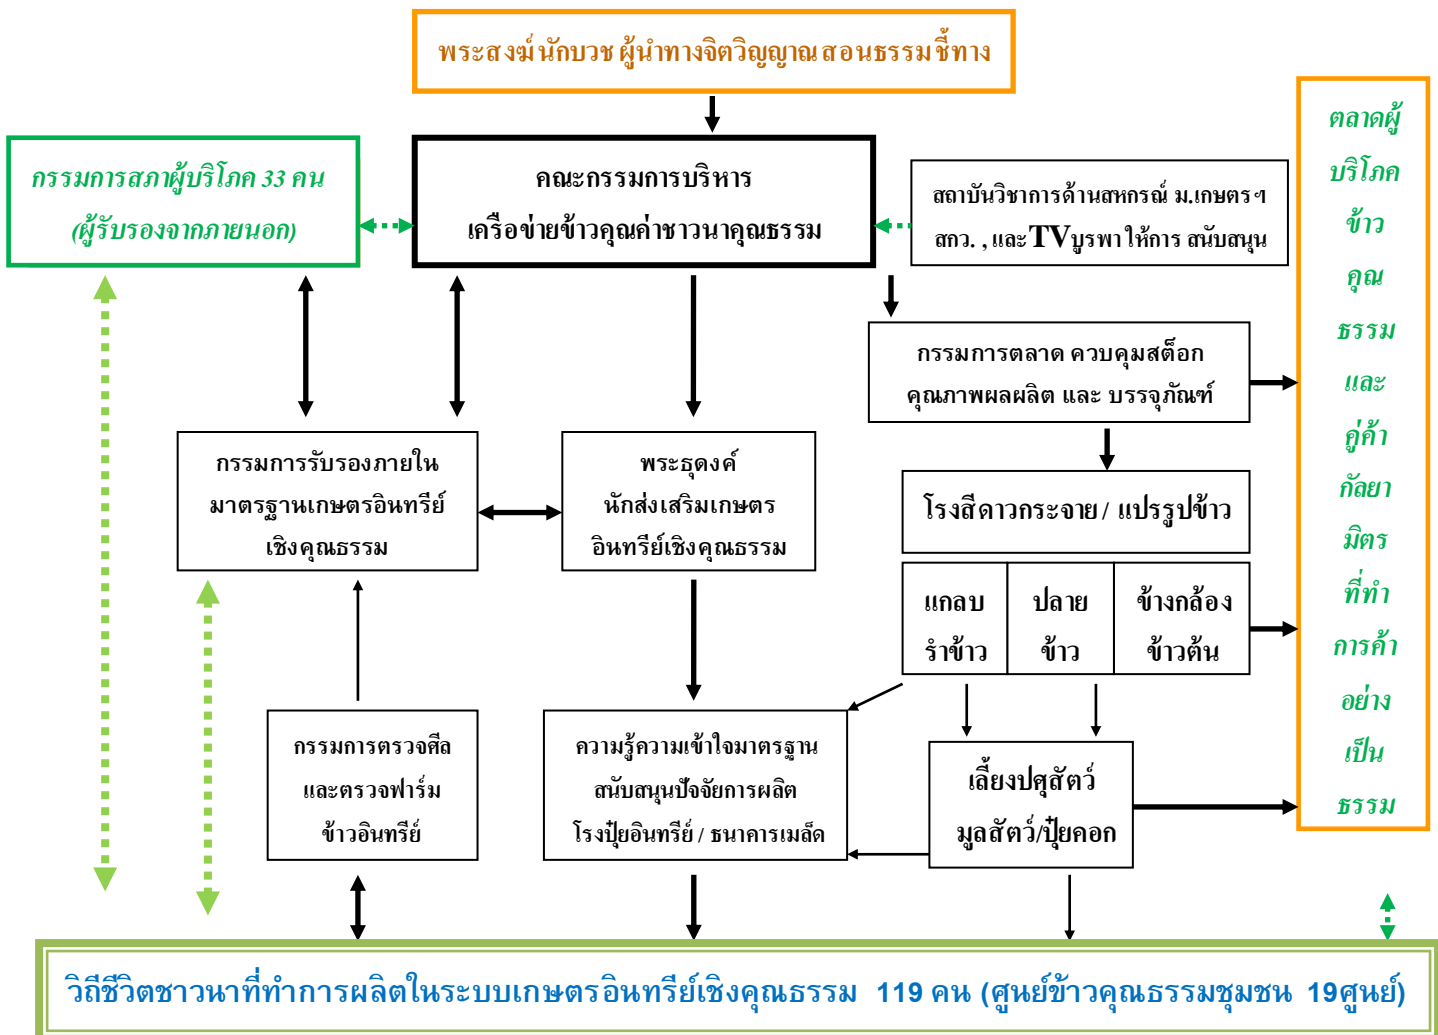 พระสงฆ์ นักบวช ผู้นำทางจิตวิญญาณ สอนธรรม ชี้ทาง
กรรมการสภาผู้บริโภค 33 คน
(ผู้รับรองจากภายนอก)
คณะกรรมการบริหาร
เครือข่ายข้าวคุณค่าชาวนาคุณธรรม
สถาบันวิชาการด้านสหกรณ์ ม.เกษตรฯ
สกว. , และTVบูรพา ให้การ สนับสนุน
กรรมการตลาด ควบคุมสต็อก
คุณภาพผลผลิต และ บรรจุภัณฑ์
กรรมการรับรองภายใน
มาตรฐานเกษตรอินทรีย์
เชิงคุณธรรม
พระธุดงค์
นักส่งเสริมเกษตร
อินทรีย์เชิงคุณธรรม
โรงสีดาวกระจาย / แปรรูปข้าว
แกลบ
รำข้าว
ปลาย
ข้าว
ข้างกล้อง
ข้าวต้น
กรรมการตรวจศีล
และตรวจฟาร์ม
ข้าวอินทรีย์
ความรู้ความเข้าใจมาตรฐาน
สนับสนุนปัจจัยการผลิต
โรงปุ๋ยอินทรีย์ / ธนาคารเมล็ด
เลี้ยงปศุสัตว์
มูลสัตว์/ปุ๋ยคอก
ตลาดผู้
บริโภค
ข้าว
คุณ
ธรรม
และ
คู่ค้า
กัลยา
มิตร
ที่ทำ
การค้า
อย่าง
เป็น
ธรรม
วิถีชีวิตชาวนาที่ทำการผลิตในระบบเกษตรอินทรีย์เชิงคุณธรรม 119 คน (ศูนย์ข้าวคุณธรรมชุมชน 19ศูนย์)